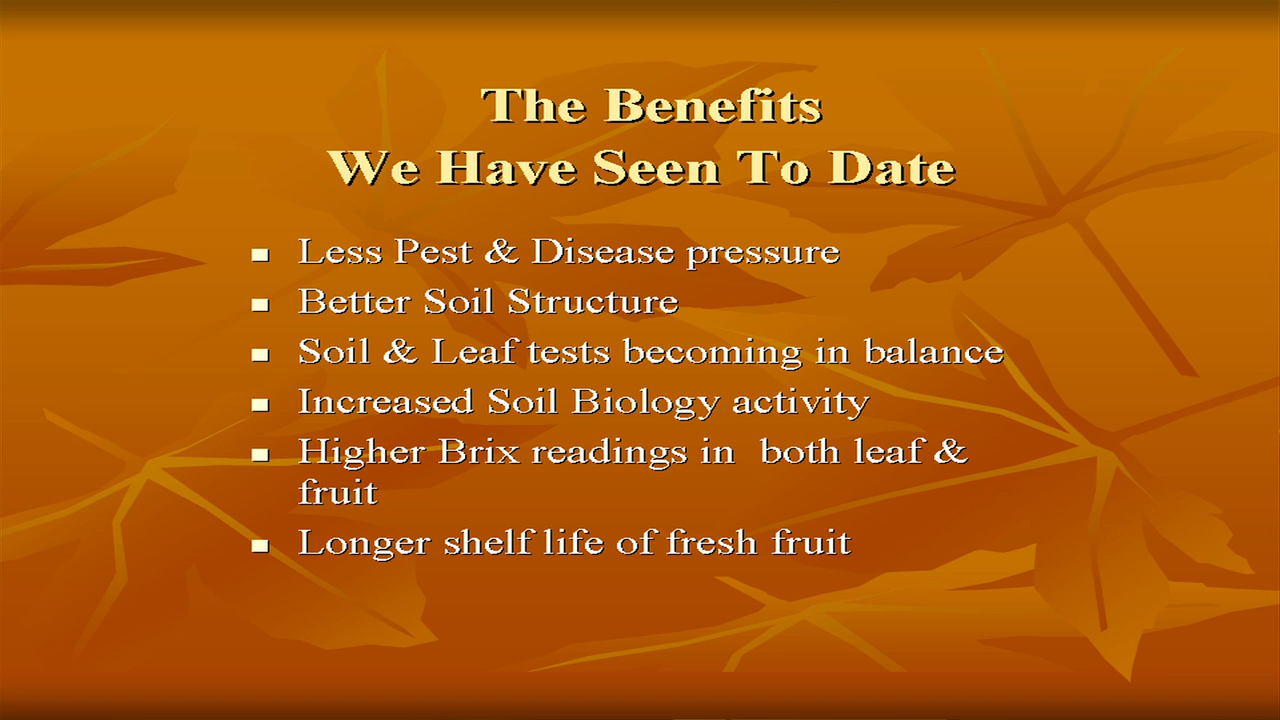 The Benefits
We Have Seen To Date
Less Pest & Disease pressure
Better Soil Structure
Soil & Leaf tests becoming in balance
Increased Soil Biology activity
Higher Brix readings in  both leaf &
fruit
Longer shelf life of fresh fruit